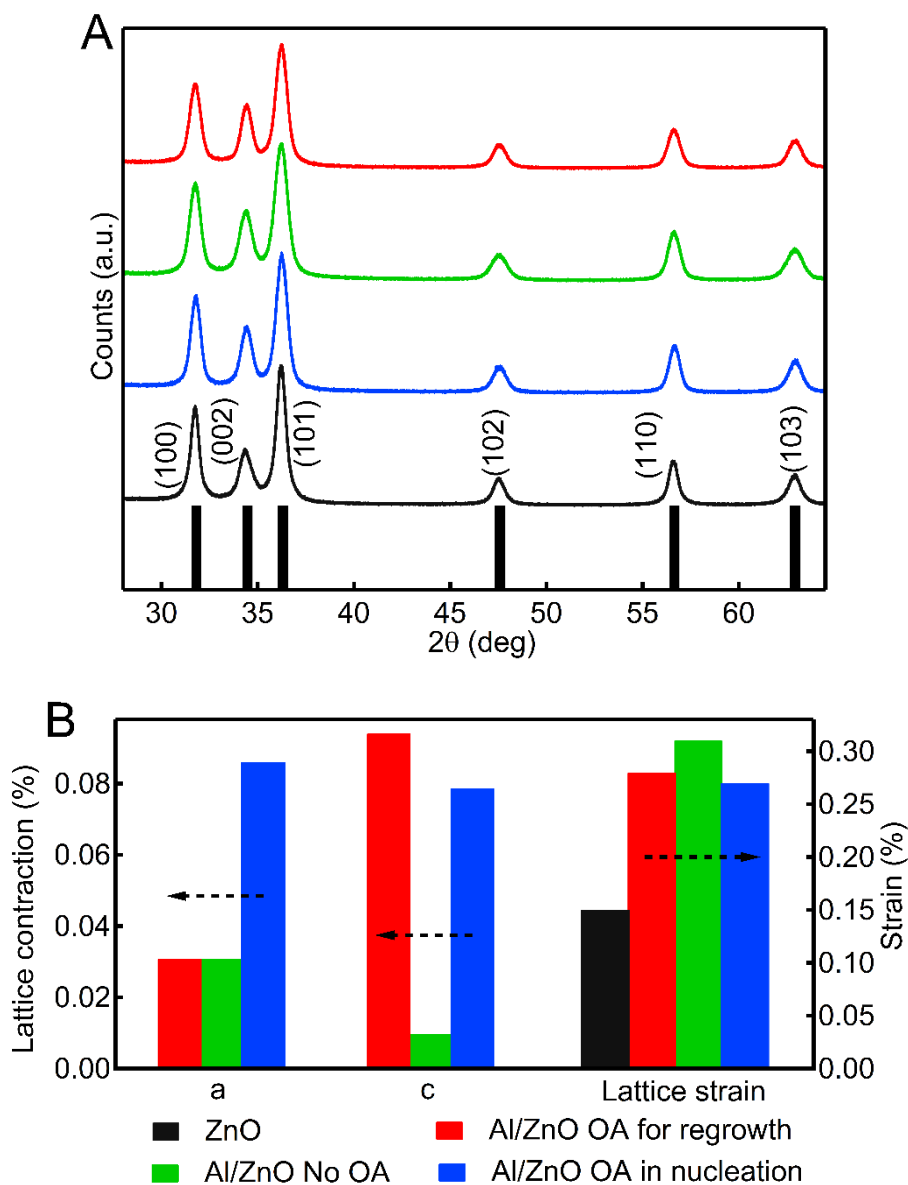 A
Counts (a.u.)
(100)
(002)
(101)
(102)
(110)
(103)
30 35 40 45 50 55 60
2θ (deg)
B
Lattice contraction (%)
0.08
0.06
0.04
0.02
0.00
Strain (%)
0.30
0.25
0.20
0.15
0.10
0.05
0.00
a c Lattice strain
ZnO Al/ZnO OA for regrowth
Al/ZnO No OA Al/ZnO OA in nucleation